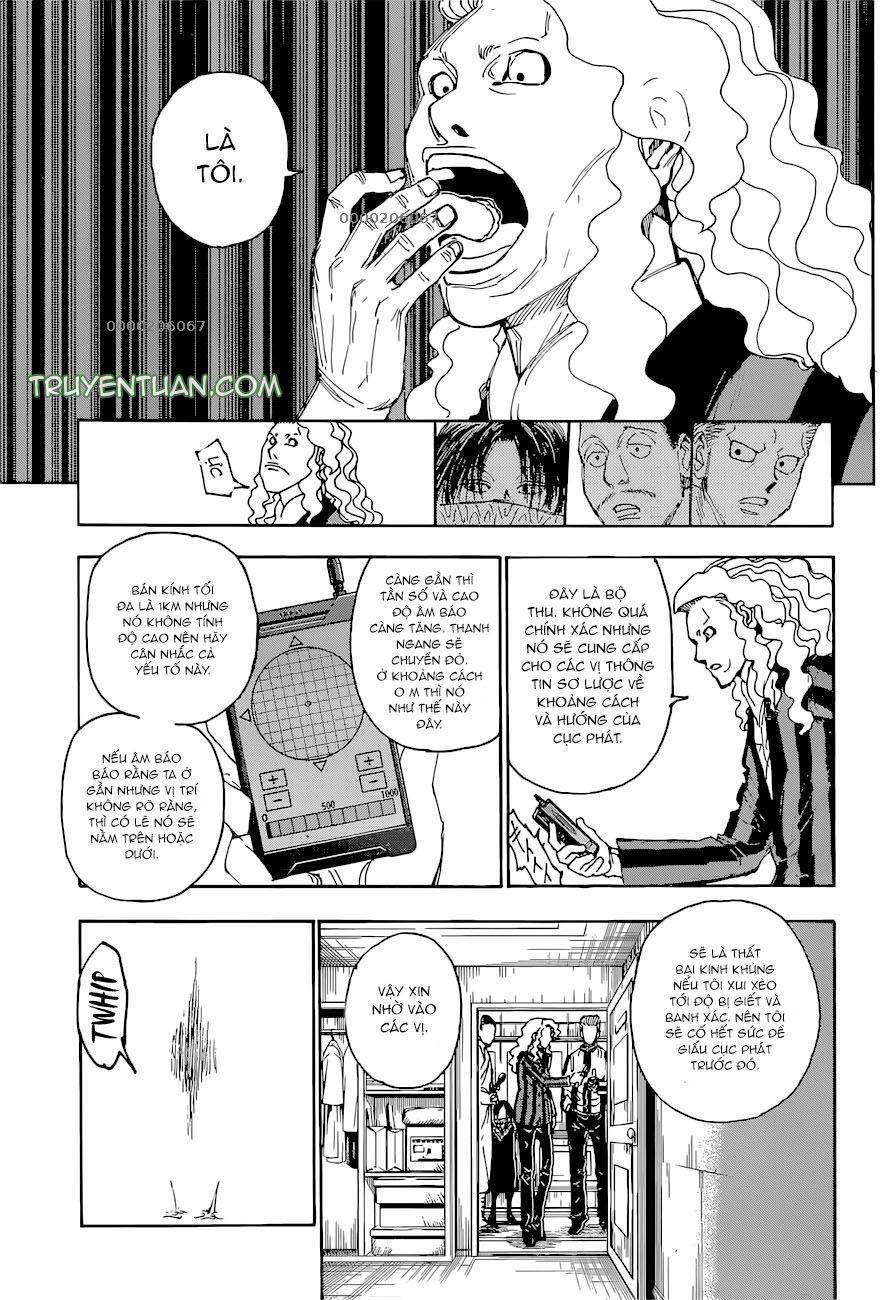 LÀ
TÔI.
0000206067
0000206067
TRUYENTUAN.COM
ỰC
ĐÂY LÀ BỘ
THU. KHÔNG QUÁ
CHÍNH XÁC NHƯNG
NÓ SẼ CUNG CẤP
CHO CÁC VỊ THÔNG
TIN SƠ LƯỢC VỀ
KHOẢNG CÁCH
VÀ HƯỚNG CỦA
CỤC PHÁT.
CÀNG GẦN THÌ
TẦN SỐ VÀ CAO
ĐỘ ÂM BÁO
CÀNG TĂNG. THANH
NGANG SẼ
CHUYỂN ĐỎ.
Ở KHOẢNG CÁCH
0 M THÌ NÓ
NHƯ THẾ NÀY
ĐÂY.
BÁN KÍNH TỐI
ĐA LÀ 1KM NHƯNG
NÓ KHÔNG TÍNH
ĐỘ CAO NÊN HÃY
CÂN NHẮC CẢ
YẾU TỐ NÀY.
NẾU ÂM BÁO
BÁO RẰNG TA Ở
GẦN NHƯNG VỊ TRÍ
KHÔNG RÕ RÀNG,
THÌ CÓ LẼ NÓ SẼ
NẰM TRÊN HOẶC
DƯỚI.
+ +
- -
0 500 1000
SẼ LÀ THẤT
BẠI KINH KHỦNG
NẾU TÔI XUI XẺO
TỚI ĐỘ BỊ GIẾT VÀ
BANH XÁC. NÊN TÔI
SẼ CỐ HẾT SỨC ĐỂ
GIẤU CỤC PHÁT
TRƯỚC ĐÓ.
VẬY XIN
NHỜ VÀO
CÁC VỊ.
TWHIP